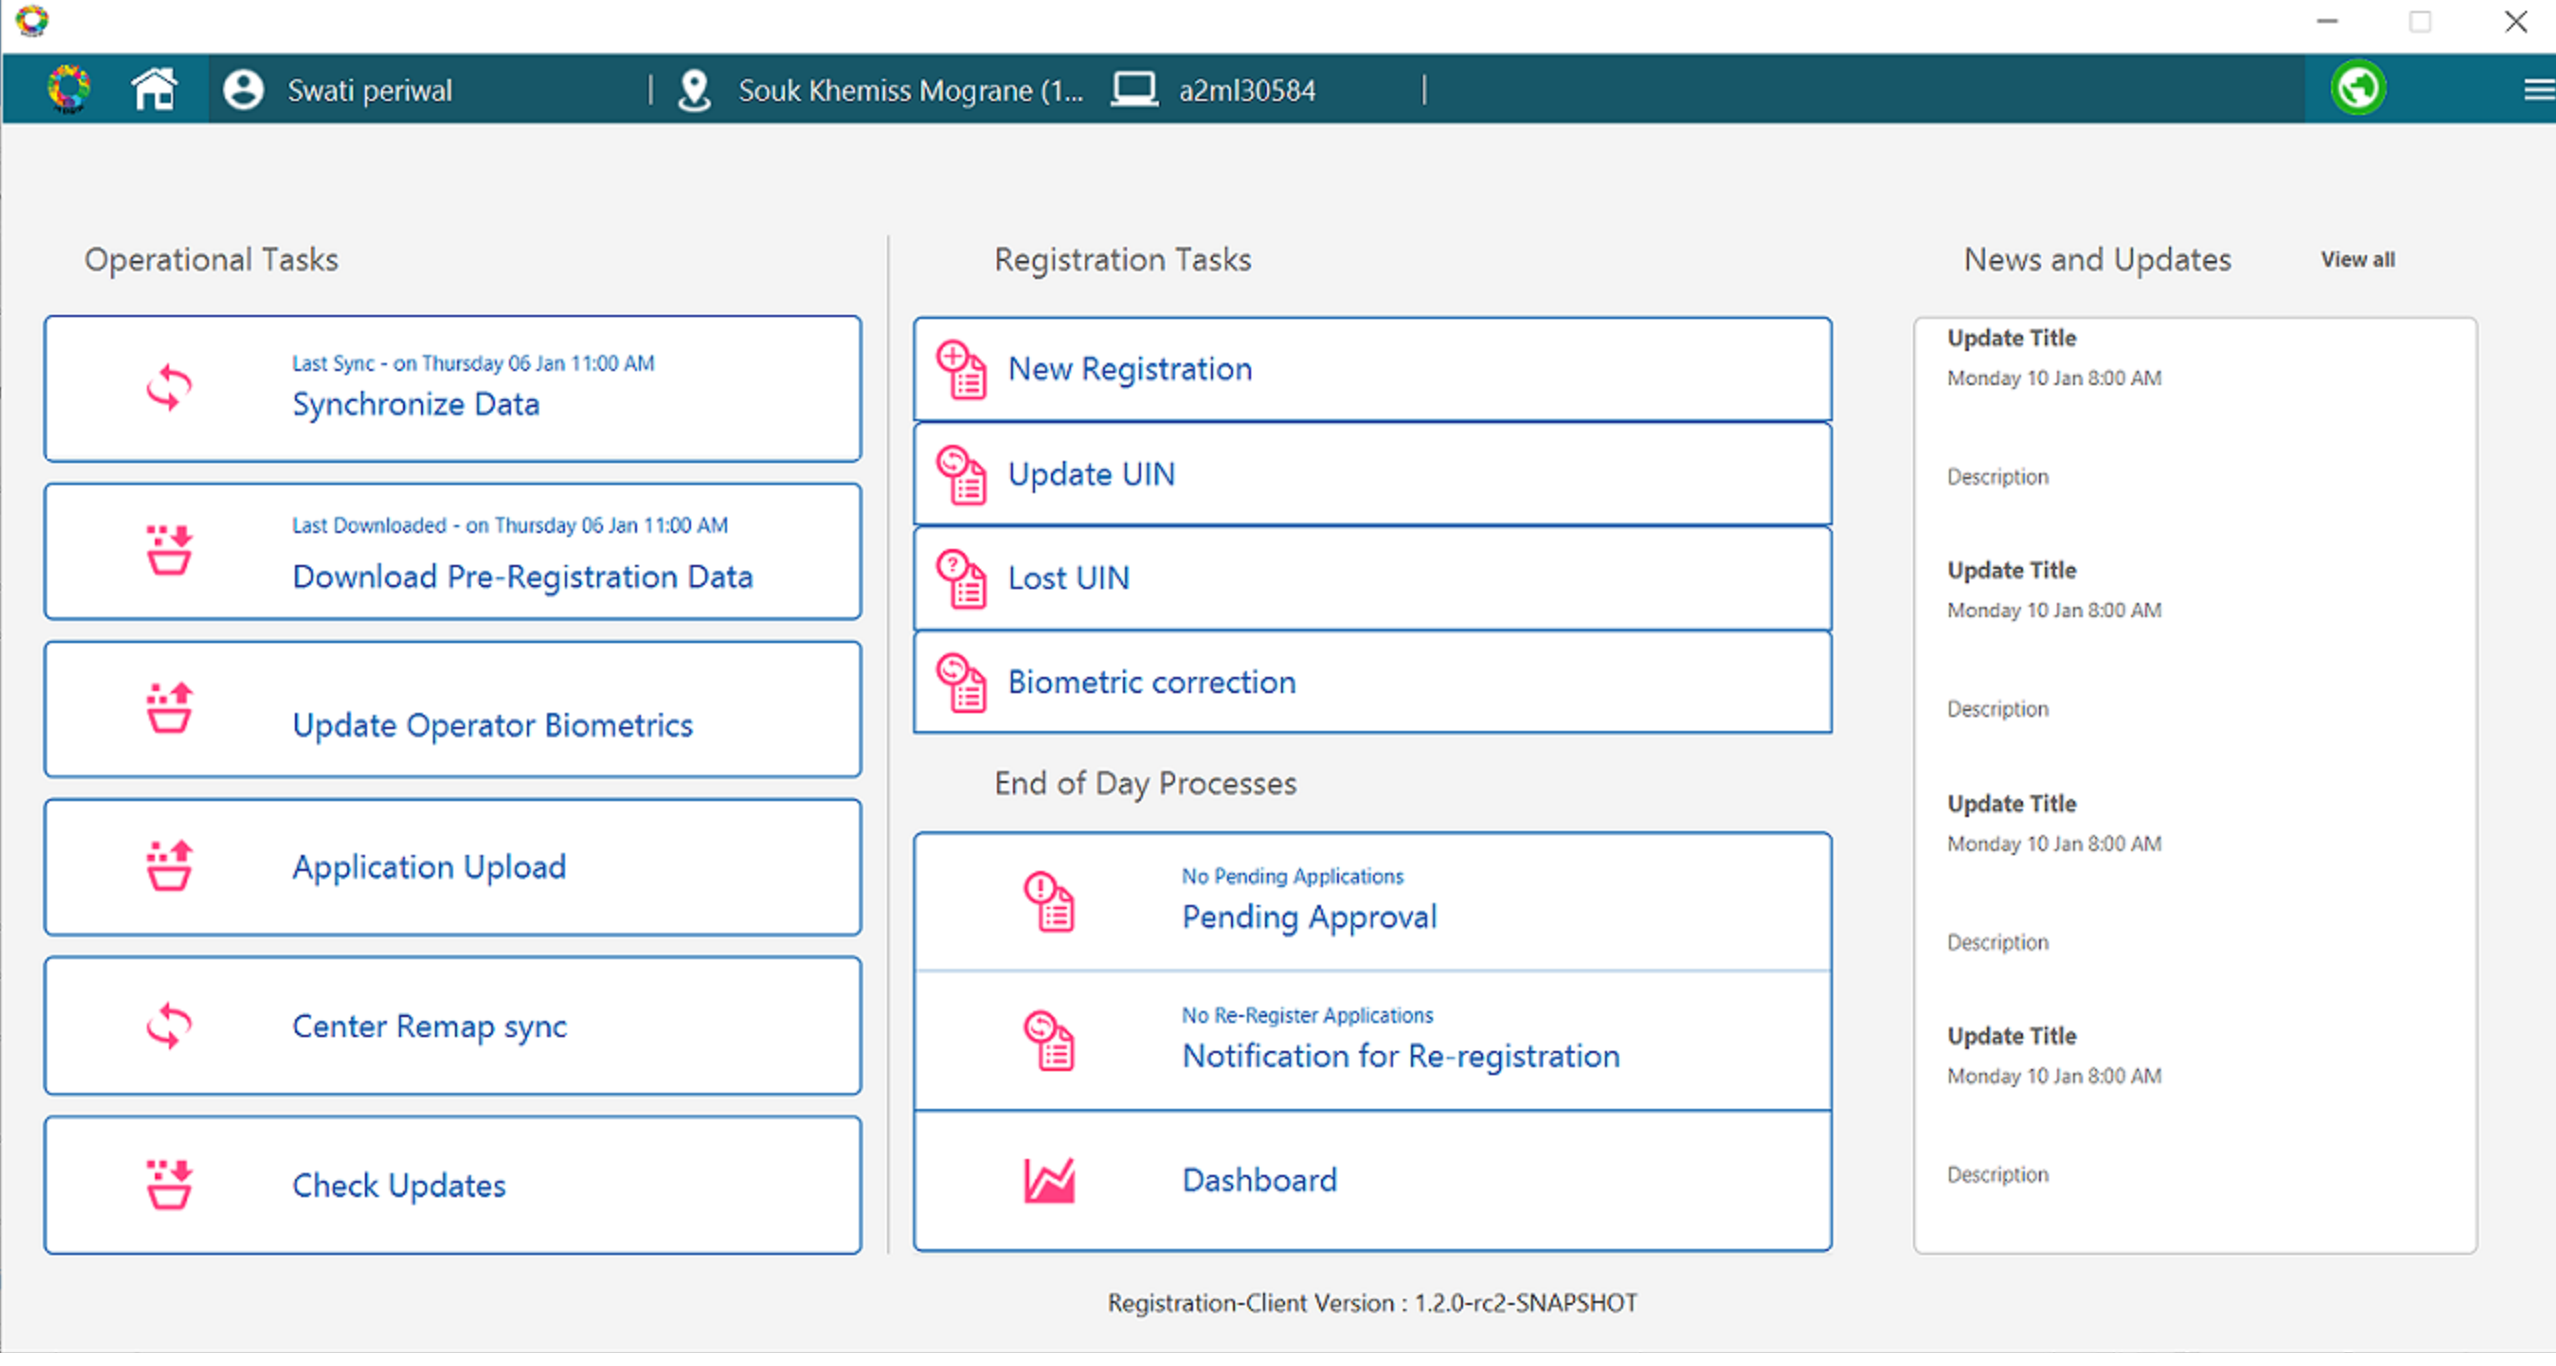 Swati periwal | Souk Khemiss Mograne (1... a2ml30584 |
Operational Tasks
Last Sync - on Thursday 06 Jan 11:00 AM
Synchronize Data
Last Downloaded - on Thursday 06 Jan 11:00 AM
Download Pre-Registration Data
Update Operator Biometrics
Application Upload
Center Remap sync
Check Updates
Registration Tasks
New Registration
Update UIN
Lost UIN
Biometric correction
End of Day Processes
No Pending Applications
Pending Approval
No Re-Register Applications
Notification for Re-registration
Dashboard
News and Updates View all
Update Title
Monday 10 Jan 8:00 AM
Description
Update Title
Monday 10 Jan 8:00 AM
Description
Update Title
Monday 10 Jan 8:00 AM
Description
Update Title
Monday 10 Jan 8:00 AM
Description
Registration-Client Version : 1.2.0-rc2-SNAPSHOT